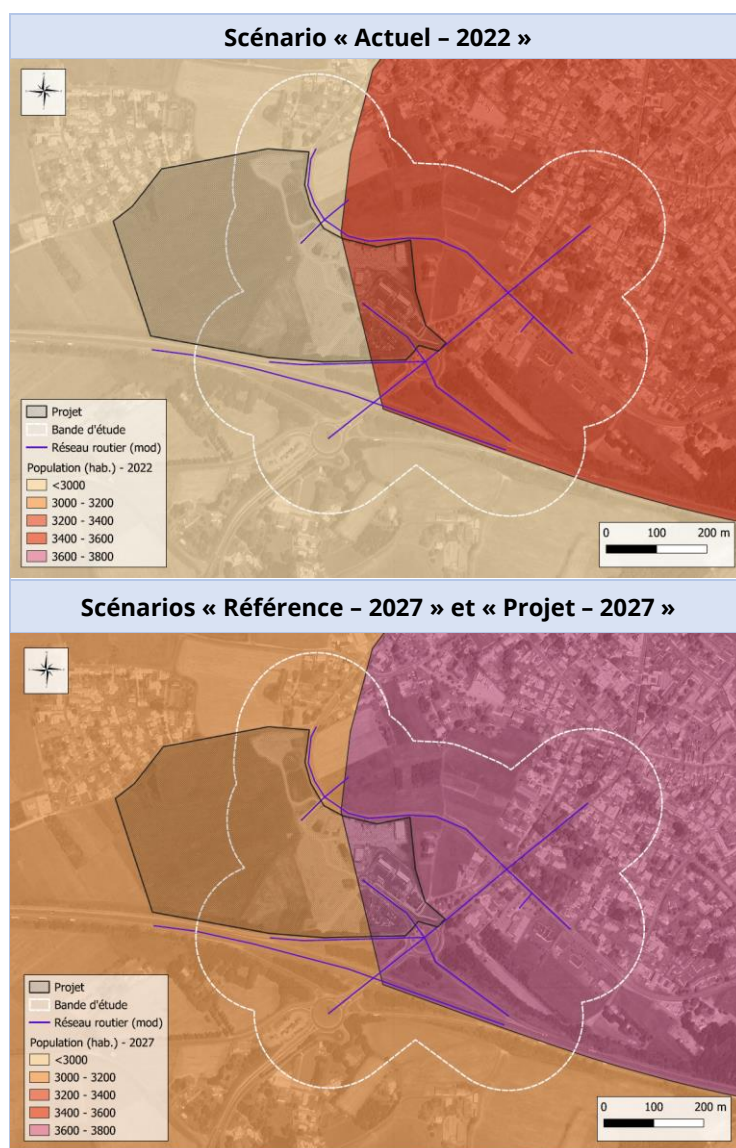 Scénario « Actuel – 2022 »
Projet
Bande d'étude
Réseau routier (mod)
Population (hab.) - 2022
<3000
3000 - 3200
3200 - 3400
3400 - 3600
3600 - 3800
0 100 200 m
Scénarios « Référence – 2027 » et « Projet – 2027 »
Projet
Bande d'étude
Réseau routier (mod)
Population (hab.) - 2027
<3000
3000 - 3200
3200 - 3400
3400 - 3600
3600 - 3800
0 100 200 m